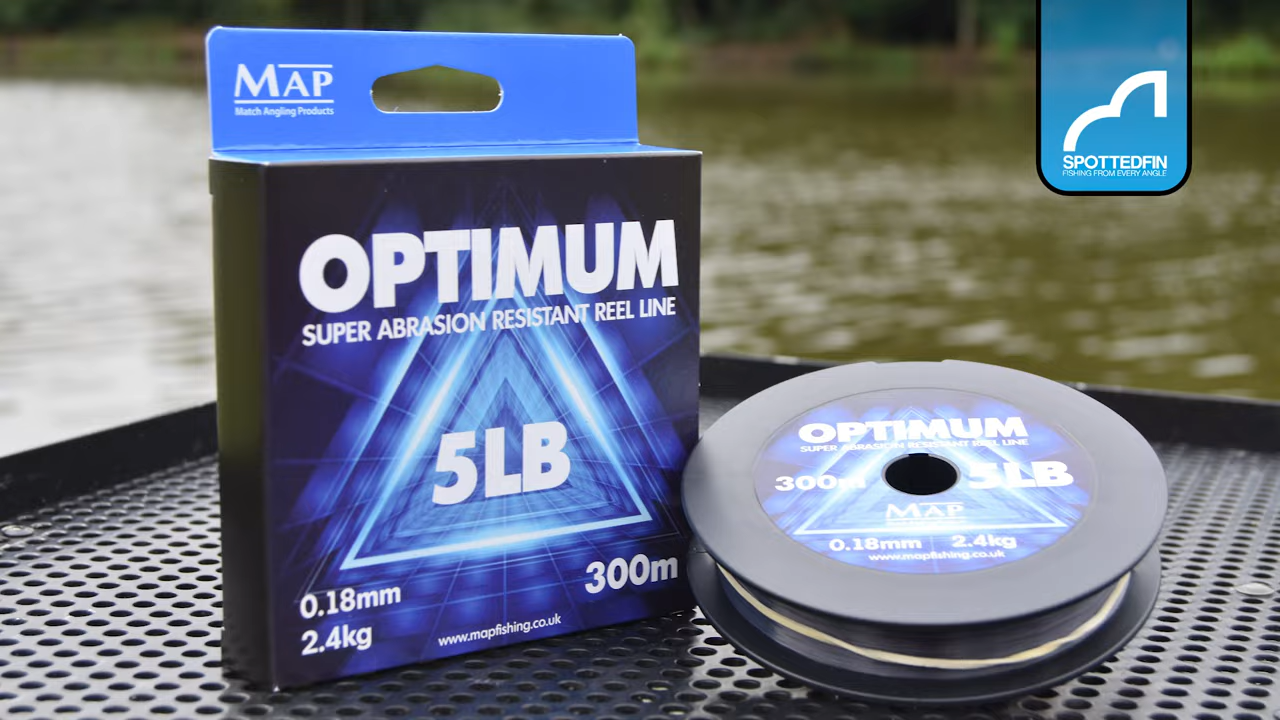 MAP
Match Angling Products
OPTIMUM
SUPER ABRASION RESISTANT REEL LINE
5LB
300m
0.18mm
2.4kg
www.mapfishing.co.uk
OPTIMUM
SUPER ABRASION RESISTANT REEL LINE
300m 5LB
MAP
0.18mm 2.4kg
www.mapfishing.co.uk
SPOTTEDFIN
FISHING FROM EVERY ANGLE